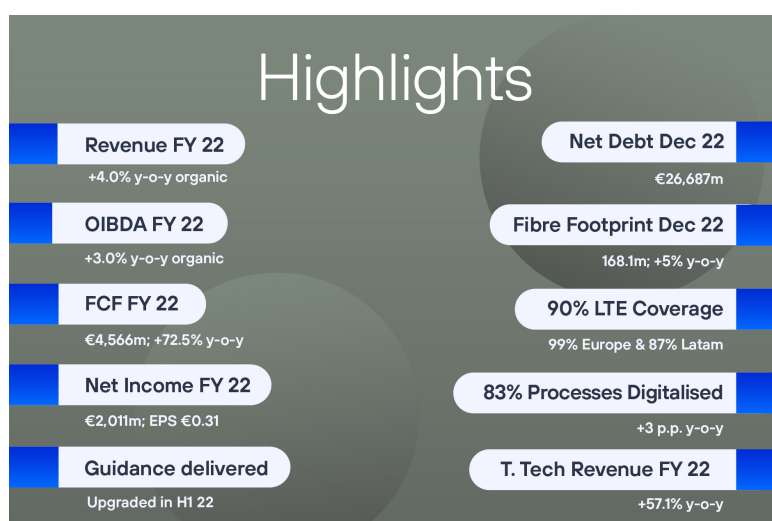 Highlights
Revenue FY 22
+4.0% y-o-y organic
OIBDA FY 22
+3.0% y-o-y organic
FCF FY 22
€4,566m; +72.5% y-o-y
Net Income FY 22
€2,011m; EPS €0.31
Guidance delivered
Upgraded in H1 22
Net Debt Dec 22
€26,687m
Fibre Footprint Dec 22
168.1m; +5% y-o-y
90% LTE Coverage
99% Europe & 87% Latam
83% Processes Digitalised
+3 p.p. y-o-y
T. Tech Revenue FY 22
+57.1% y-o-y